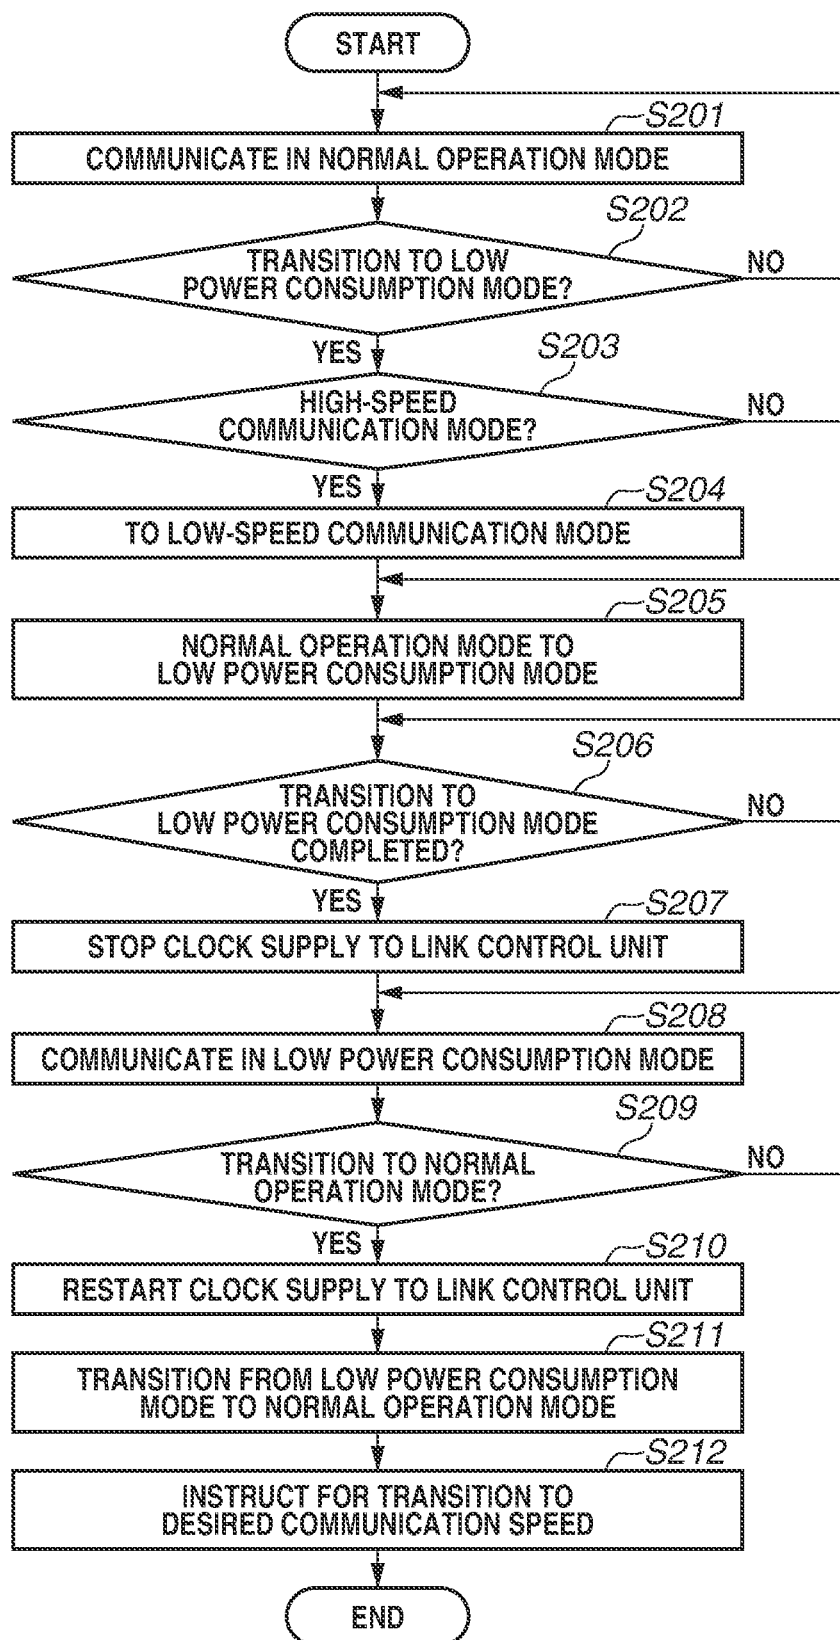 START
S201
COMMUNICATE IN NORMAL OPERATION MODE
S202
TRANSITION TO LOW
POWER CONSUMPTION MODE?
NO
YES
S203
HIGH-SPEED
COMMUNICATION MODE?
NO
YES
S204
TO LOW-SPEED COMMUNICATION MODE
S205
NORMAL OPERATION MODE TO
LOW POWER CONSUMPTION MODE
S206
TRANSITION TO
LOW POWER CONSUMPTION MODE
COMPLETED?
NO
YES
S207
STOP CLOCK SUPPLY TO LINK CONTROL UNIT
S208
COMMUNICATE IN LOW POWER CONSUMPTION MODE
S209
TRANSITION TO NORMAL
OPERATION MODE?
NO
YES
S210
RESTART CLOCK SUPPLY TO LINK CONTROL UNIT
S211
TRANSITION FROM LOW POWER CONSUMPTION
MODE TO NORMAL OPERATION MODE
S212
INSTRUCT FOR TRANSITION TO
DESIRED COMMUNICATION SPEED
END